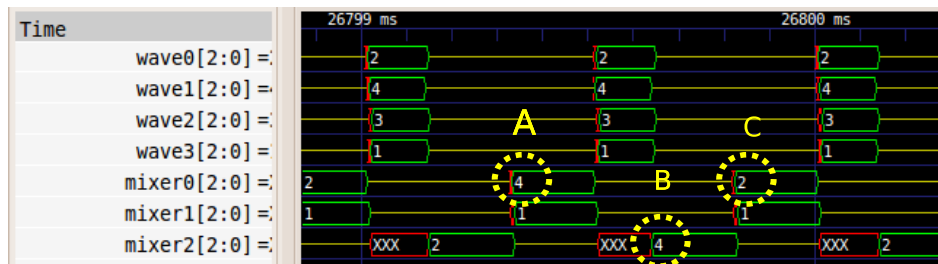 Time 26799 ms 26800 ms
wave0[2:0] = 2 2 2
wave1[2:0] = 4 4 4
wave2[2:0] = 3 3 3
wave3[2:0] = 1 1 1
A C
mixer0[2:0] = 2 4 B 2
mixer1[2:0] = 1 1 1
mixer2[2:0] = XXX 2 XXX 4 XXX 2